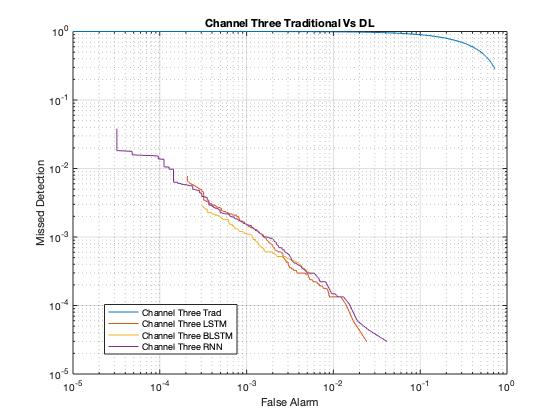 Channel Three Traditional Vs DL
10^0
10^-1
10^-2
10^-3
10^-4
10^-5
Missed Detection
Channel Three Trad
Channel Three LSTM
Channel Three BLSTM
Channel Three RNN
10^-5 10^-4 10^-3 10^-2 10^-1 10^0
False Alarm